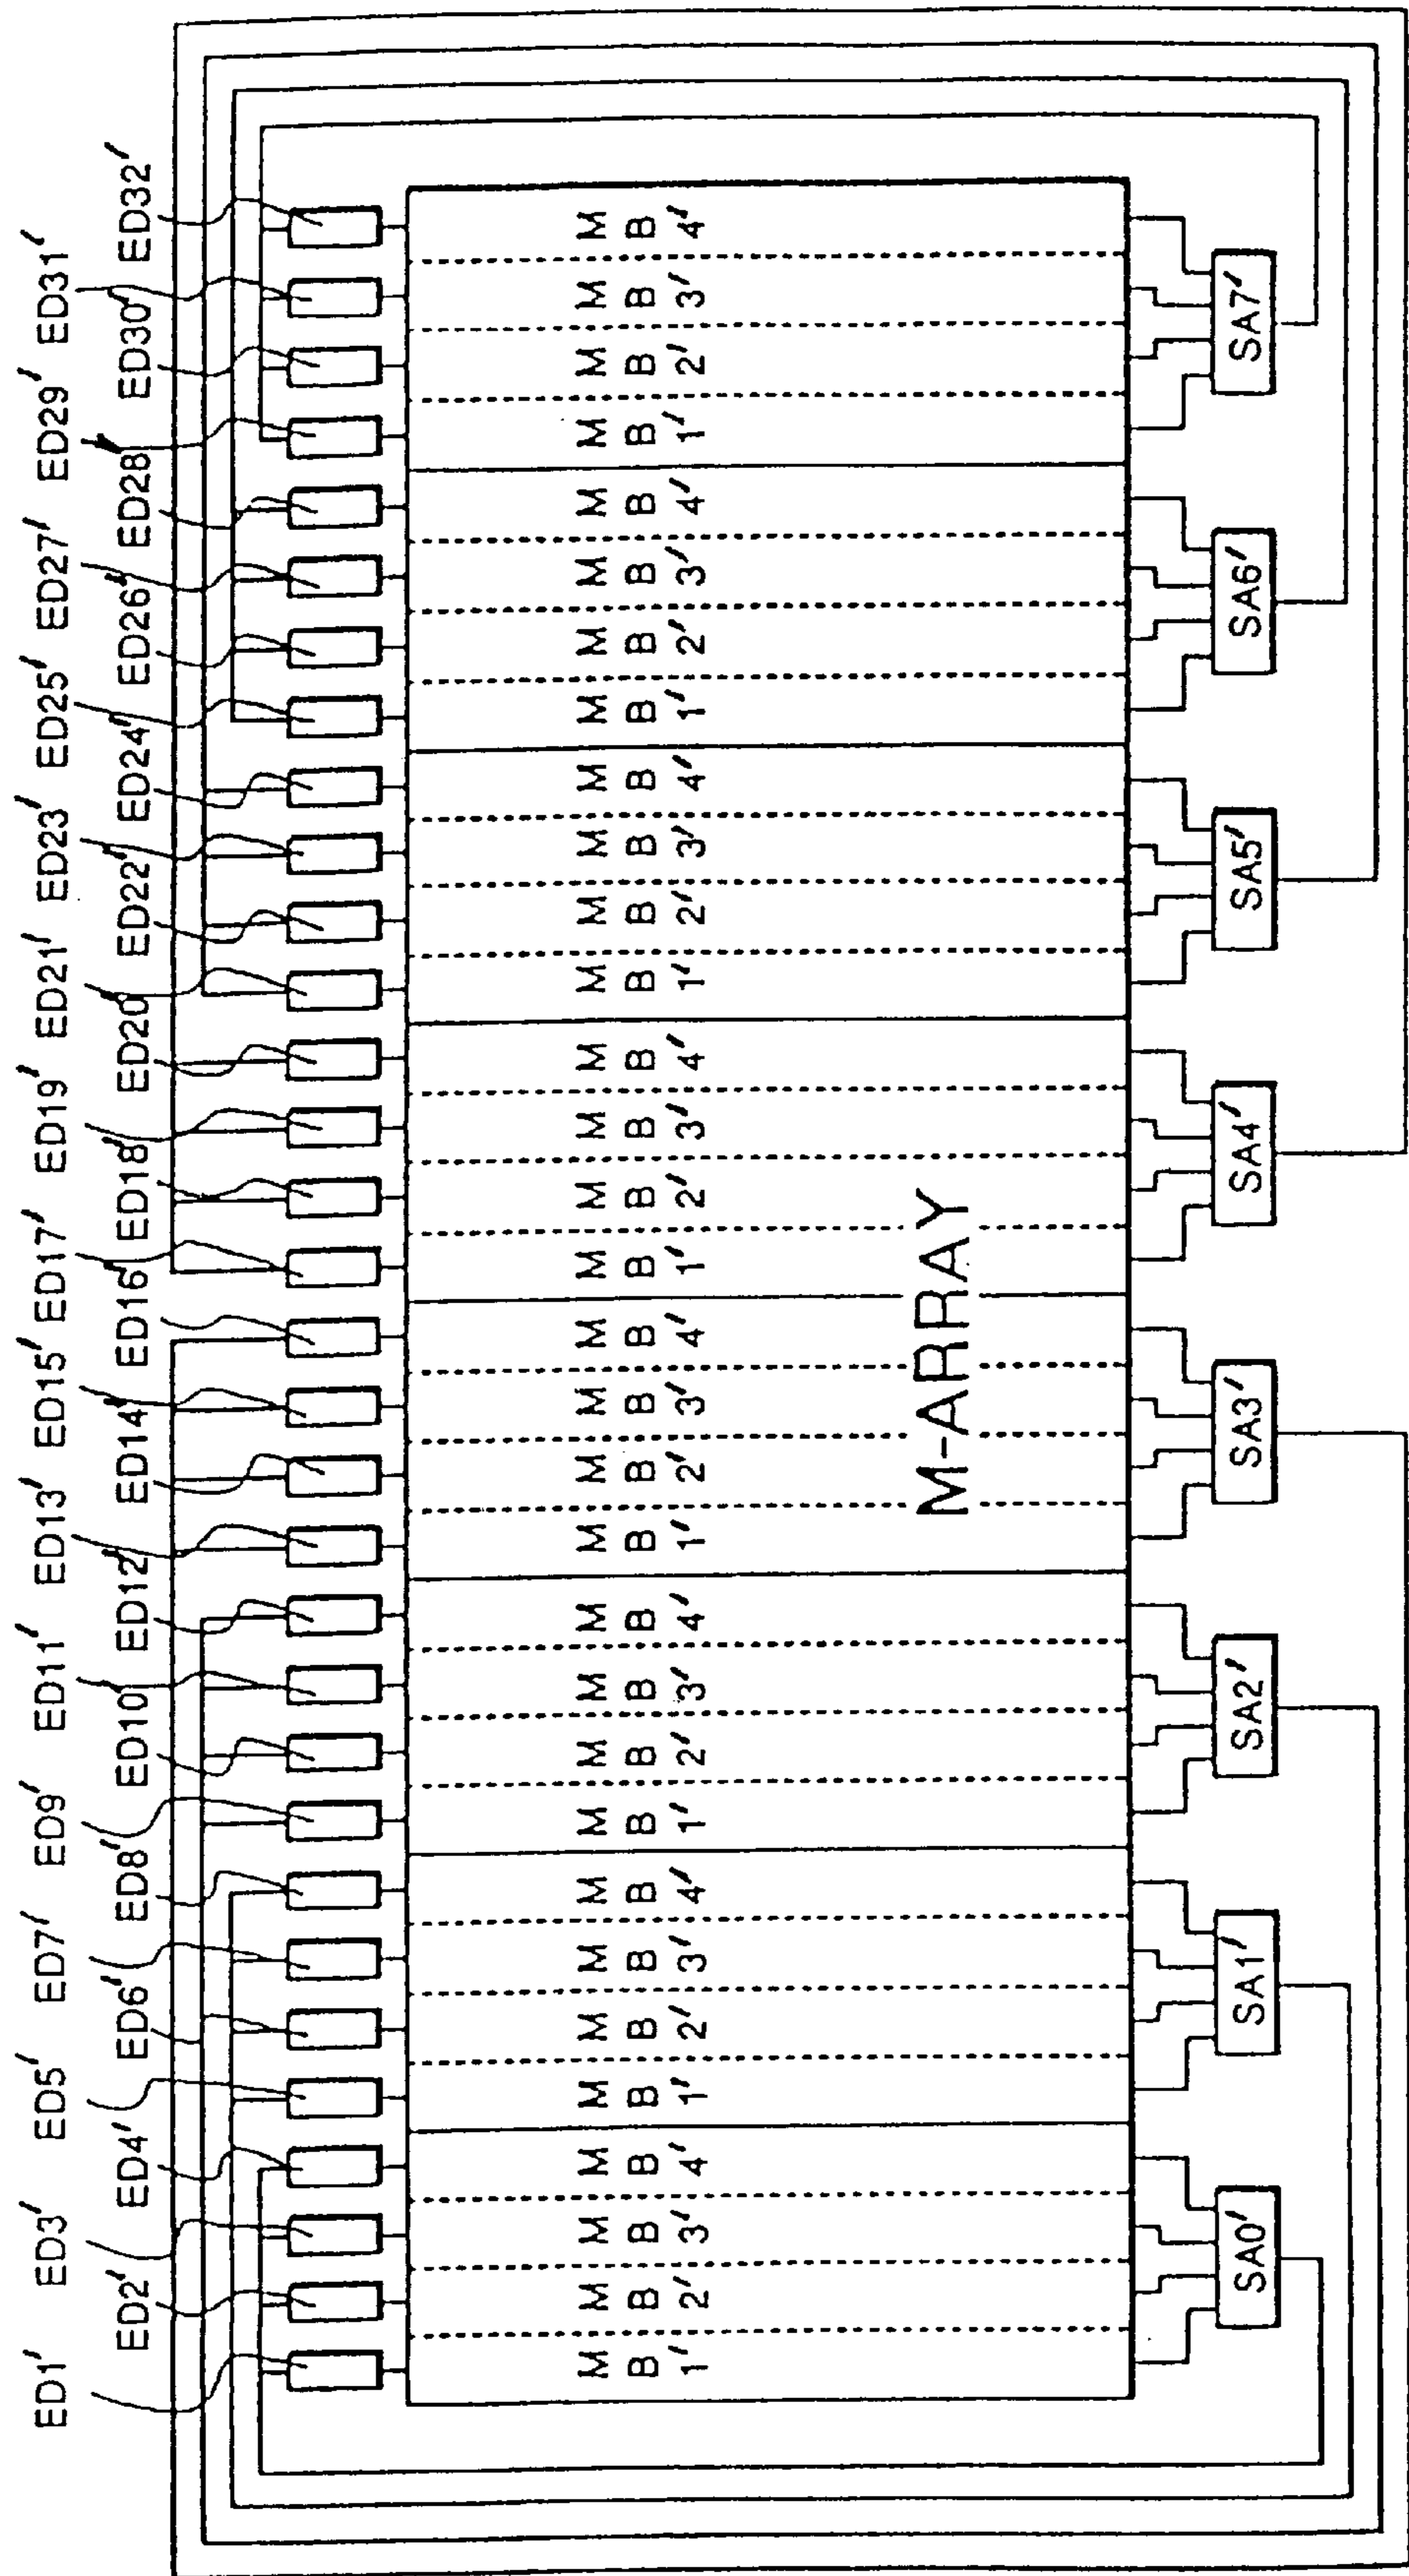 ED1′
ED2′
ED3′
ED4′
ED5′
ED6′
ED7′
ED8′
ED9′
ED10′
ED11′
ED12′
ED13′
ED14′
ED15′
ED16′
ED17′
ED18′
ED19′
ED20′
ED21′
ED22′
ED23′
ED24′
ED25′
ED26′
ED27′
ED28′
ED29′
ED30′
ED31′
ED32′
MB1′
MB2′
MB3′
MB4′
MB1′
MB2′
MB3′
MB4′
MB1′
MB2′
MB3′
MB4′
MB1′
MB2′
MB3′
MB4′
MB1′
MB2′
MB3′
MB4′
MB1′
MB2′
MB3′
MB4′
MB1′
MB2′
MB3′
MB4′
MB1′
MB2′
MB3′
MB4′
M-ARRAY
SA0′
SA1′
SA2′
SA3′
SA4′
SA5′
SA6′
SA7′